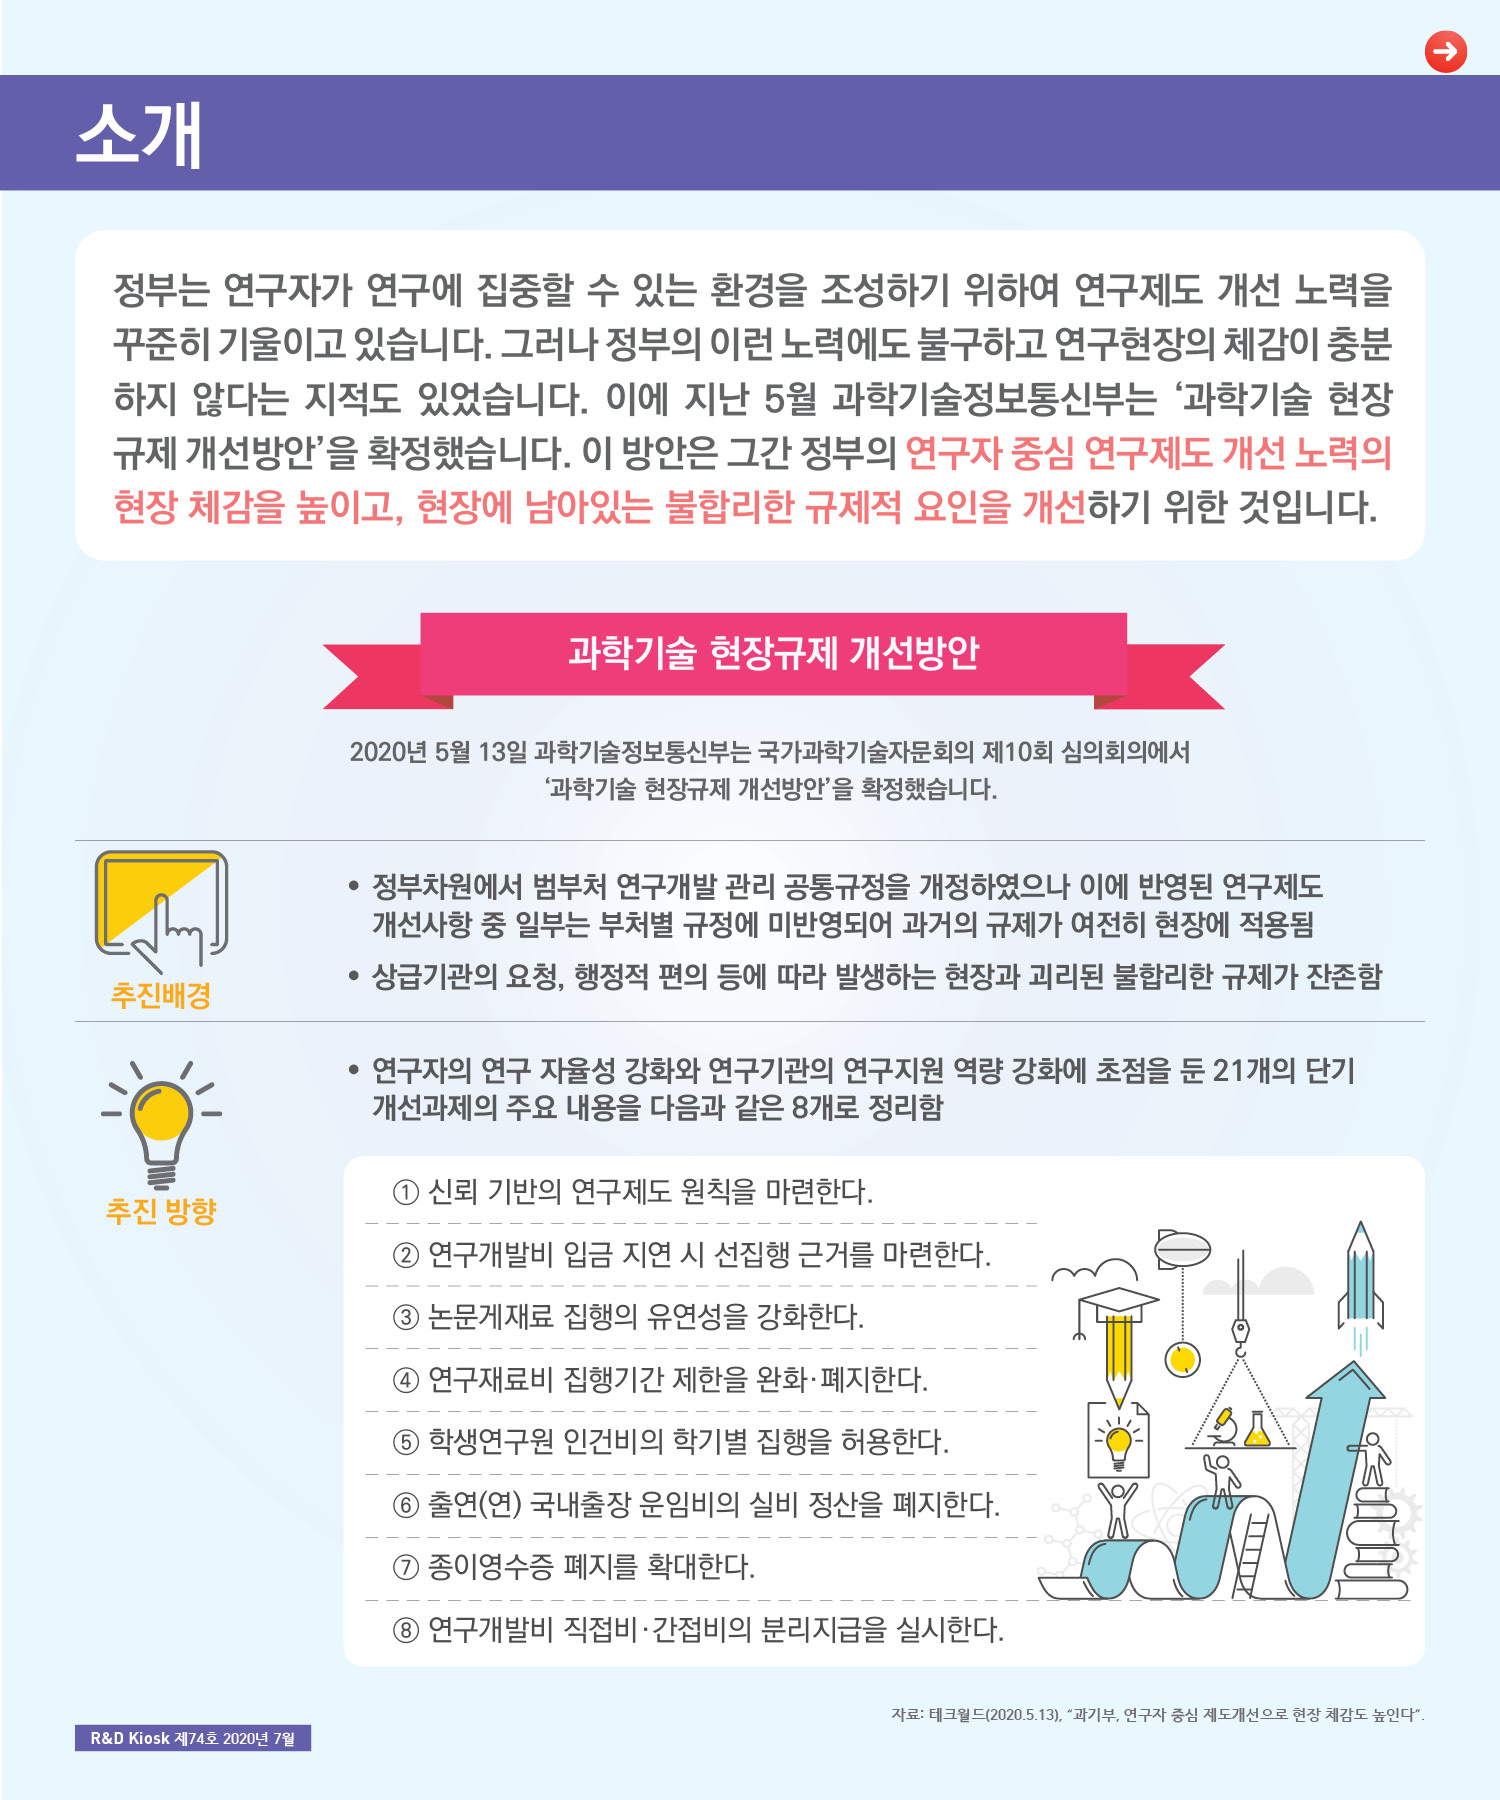 소개
정부는 연구자가 연구에 집중할 수 있는 환경을 조성하기 위하여 연구제도 개선 노력을
꾸준히 기울이고 있습니다. 그러나 정부의 이런 노력에도 불구하고 연구현장의 체감이 충분
하지 않다는 지적도 있었습니다. 이에 지난 5월 과학기술정보통신부는 ‘과학기술 현장
규제 개선방안’을 확정했습니다. 이 방안은 그간 정부의 연구자 중심 연구제도 개선 노력의
현장 체감을 높이고, 현장에 남아있는 불합리한 규제적 요인을 개선하기 위한 것입니다.
과학기술 현장규제 개선방안
2020년 5월 13일 과학기술정보통신부는 국가과학기술자문회의 제10회 심의회의에서
‘과학기술 현장규제 개선방안’을 확정했습니다.
추진배경
• 정부차원에서 범부처 연구개발 관리 공통규정을 개정하였으나 이에 반영된 연구제도
개선사항 중 일부는 부처별 규정에 미반영되어 과거의 규제가 여전히 현장에 적용됨
• 상급기관의 요청, 행정적 편의 등에 따라 발생하는 현장과 괴리된 불합리한 규제가 잔존함
추진 방향
• 연구자의 연구 자율성 강화와 연구기관의 연구지원 역량 강화에 초점을 둔 21개의 단기
개선과제의 주요 내용을 다음과 같은 8개로 정리함
① 신뢰 기반의 연구제도 원칙을 마련한다.
② 연구개발비 입금 지연 시 선집행 근거를 마련한다.
③ 논문게재료 집행의 유연성을 강화한다.
④ 연구재료비 집행기간 제한을 완화·폐지한다.
⑤ 학생연구원 인건비의 학기별 집행을 허용한다.
⑥ 출연(연) 국내출장 운임비의 실비 정산을 폐지한다.
⑦ 종이영수증 폐지를 확대한다.
⑧ 연구개발비 직접비·간접비의 분리지급을 실시한다.
자료: 테크월드(2020.5.13), “과기부, 연구자 중심 제도개선으로 현장 체감도 높인다”.
R&D Kiosk 제74호 2020년 7월